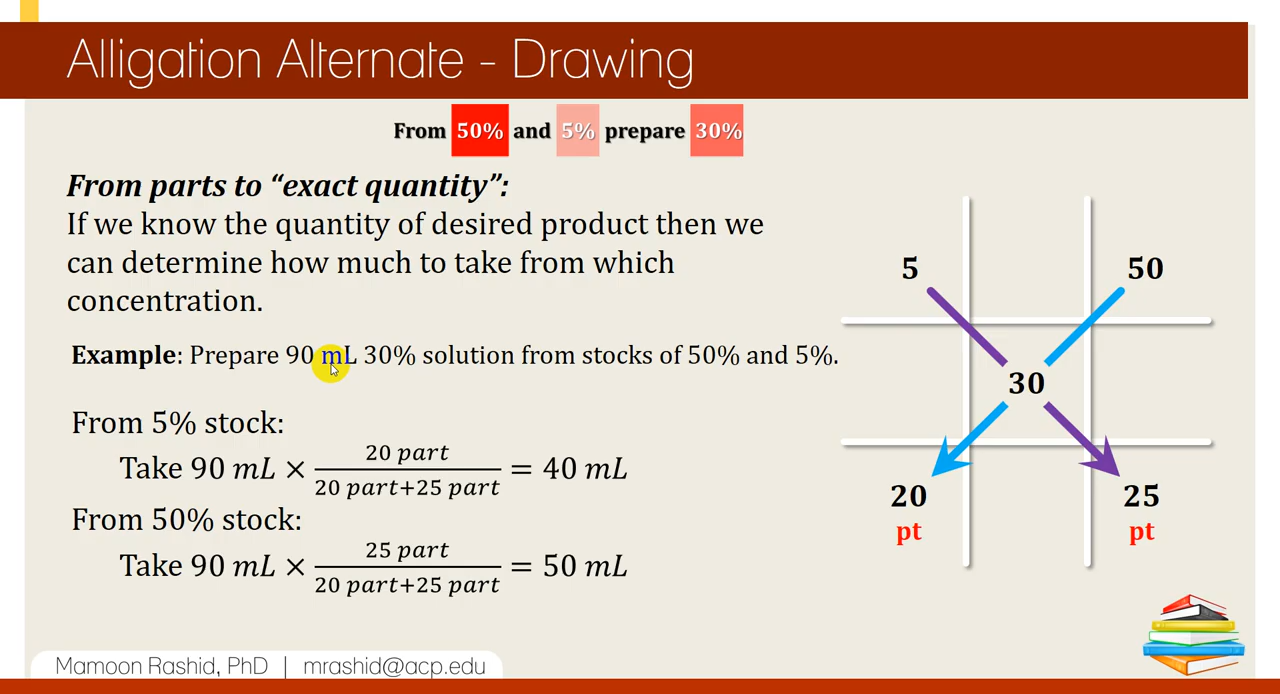 Alligation Alternate - Drawing
From 50% and 5% prepare 30%
From parts to “exact quantity”:
If we know the quantity of desired product then we
can determine how much to take from which
concentration.
Example: Prepare 90 mL 30% solution from stocks of 50% and 5%.
From 5% stock:
Take 90 mL × 20 part / 20 part+25 part = 40 mL
From 50% stock:
Take 90 mL × 25 part / 20 part+25 part = 50 mL
5 50
30
20 25
pt pt
Mamoon Rashid, PhD | mrashid@acp.edu